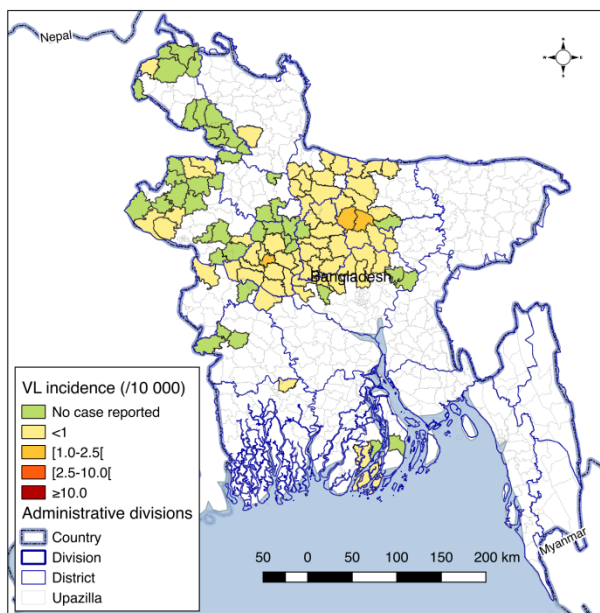 Nepal
N
W E
S
Bangladesh
VL incidence (/10 000)
No case reported
<1
[1.0-2.5[
[2.5-10.0[
≥10.0
Administrative divisions
Country
Division
District
Upazilla
50 0 50 100 150 200 km
Myanmar